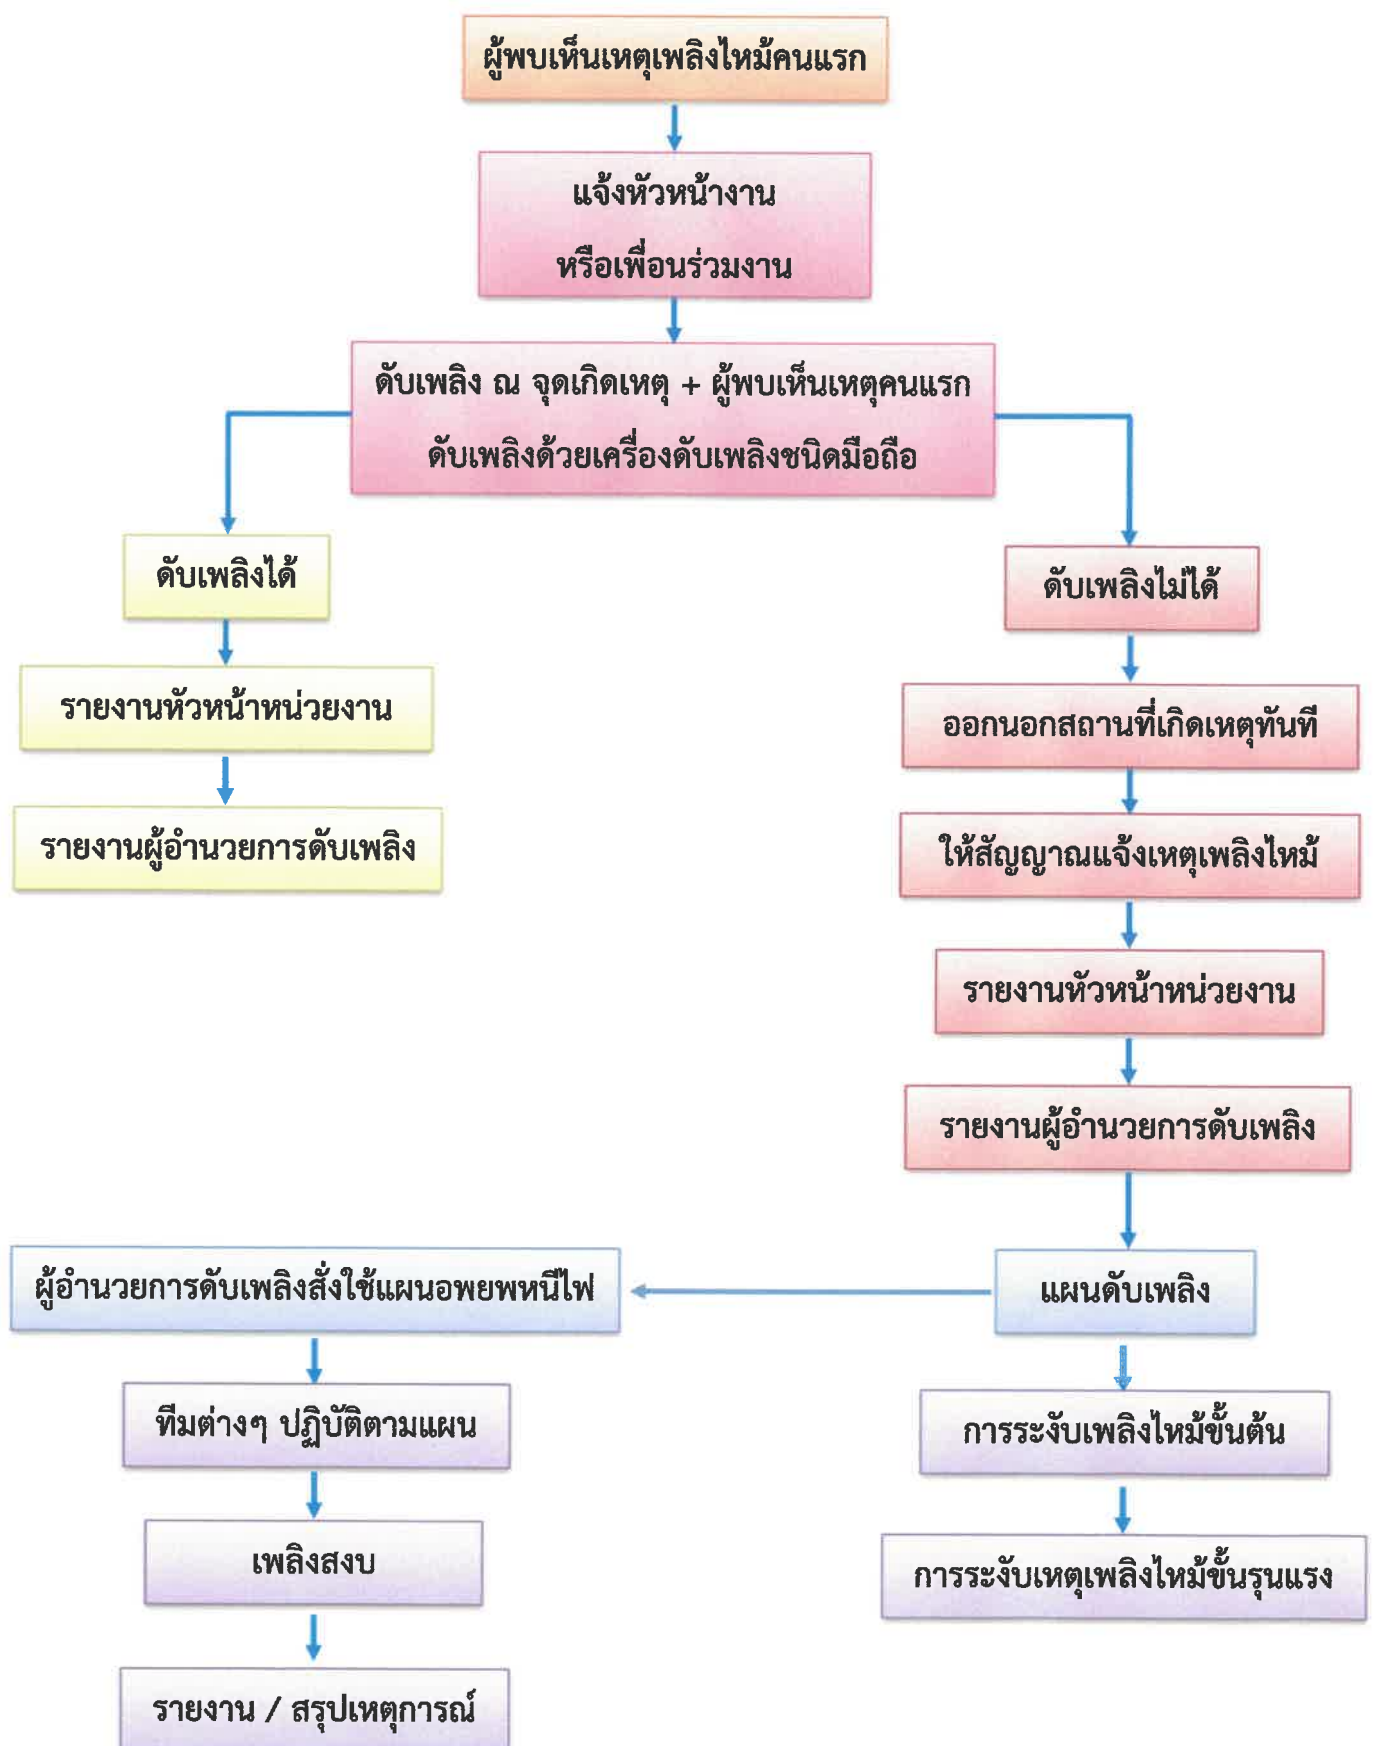 ผู้พบเห็นเหตุเพลิงไหม้คนแรก
แจ้งหัวหน้างาน
หรือเพื่อนร่วมงาน
ดับเพลิง ณ จุดเกิดเหตุ + ผู้พบเห็นเหตุคนแรก
ดับเพลิงด้วยเครื่องดับเพลิงชนิดมือถือ
ดับเพลิงได้
รายงานหัวหน้าหน่วยงาน
รายงานผู้อำนวยการดับเพลิง
ดับเพลิงไม่ได้
ออกนอกสถานที่เกิดเหตุทันที
ให้สัญญาณแจ้งเหตุเพลิงไหม้
รายงานหัวหน้าหน่วยงาน
รายงานผู้อำนวยการดับเพลิง
แผนดับเพลิง
ผู้อำนวยการดับเพลิงสั่งใช้แผนอพยพหนีไฟ
ทีมต่างๆ ปฏิบัติตามแผน
เพลิงสงบ
รายงาน / สรุปเหตุการณ์
การระงับเพลิงไหม้ขั้นต้น
การระงับเหตุเพลิงไหม้ขั้นรุนแรง